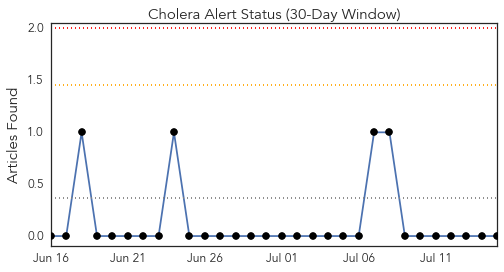 Cholera Alert Status (30-Day Window)
2.0
1.5
1.0
0.5
0.0
Articles Found
Jun 16 Jun 21 Jun 26 Jul 01 Jul 06 Jul 11